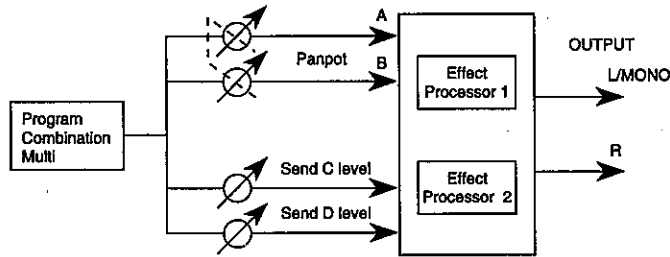 A
Panpot
B
Program
Combination
Multi
Send C level
Send D level
Effect
Processor 1
Effect
Processor 2
OUTPUT
L/MONO
R